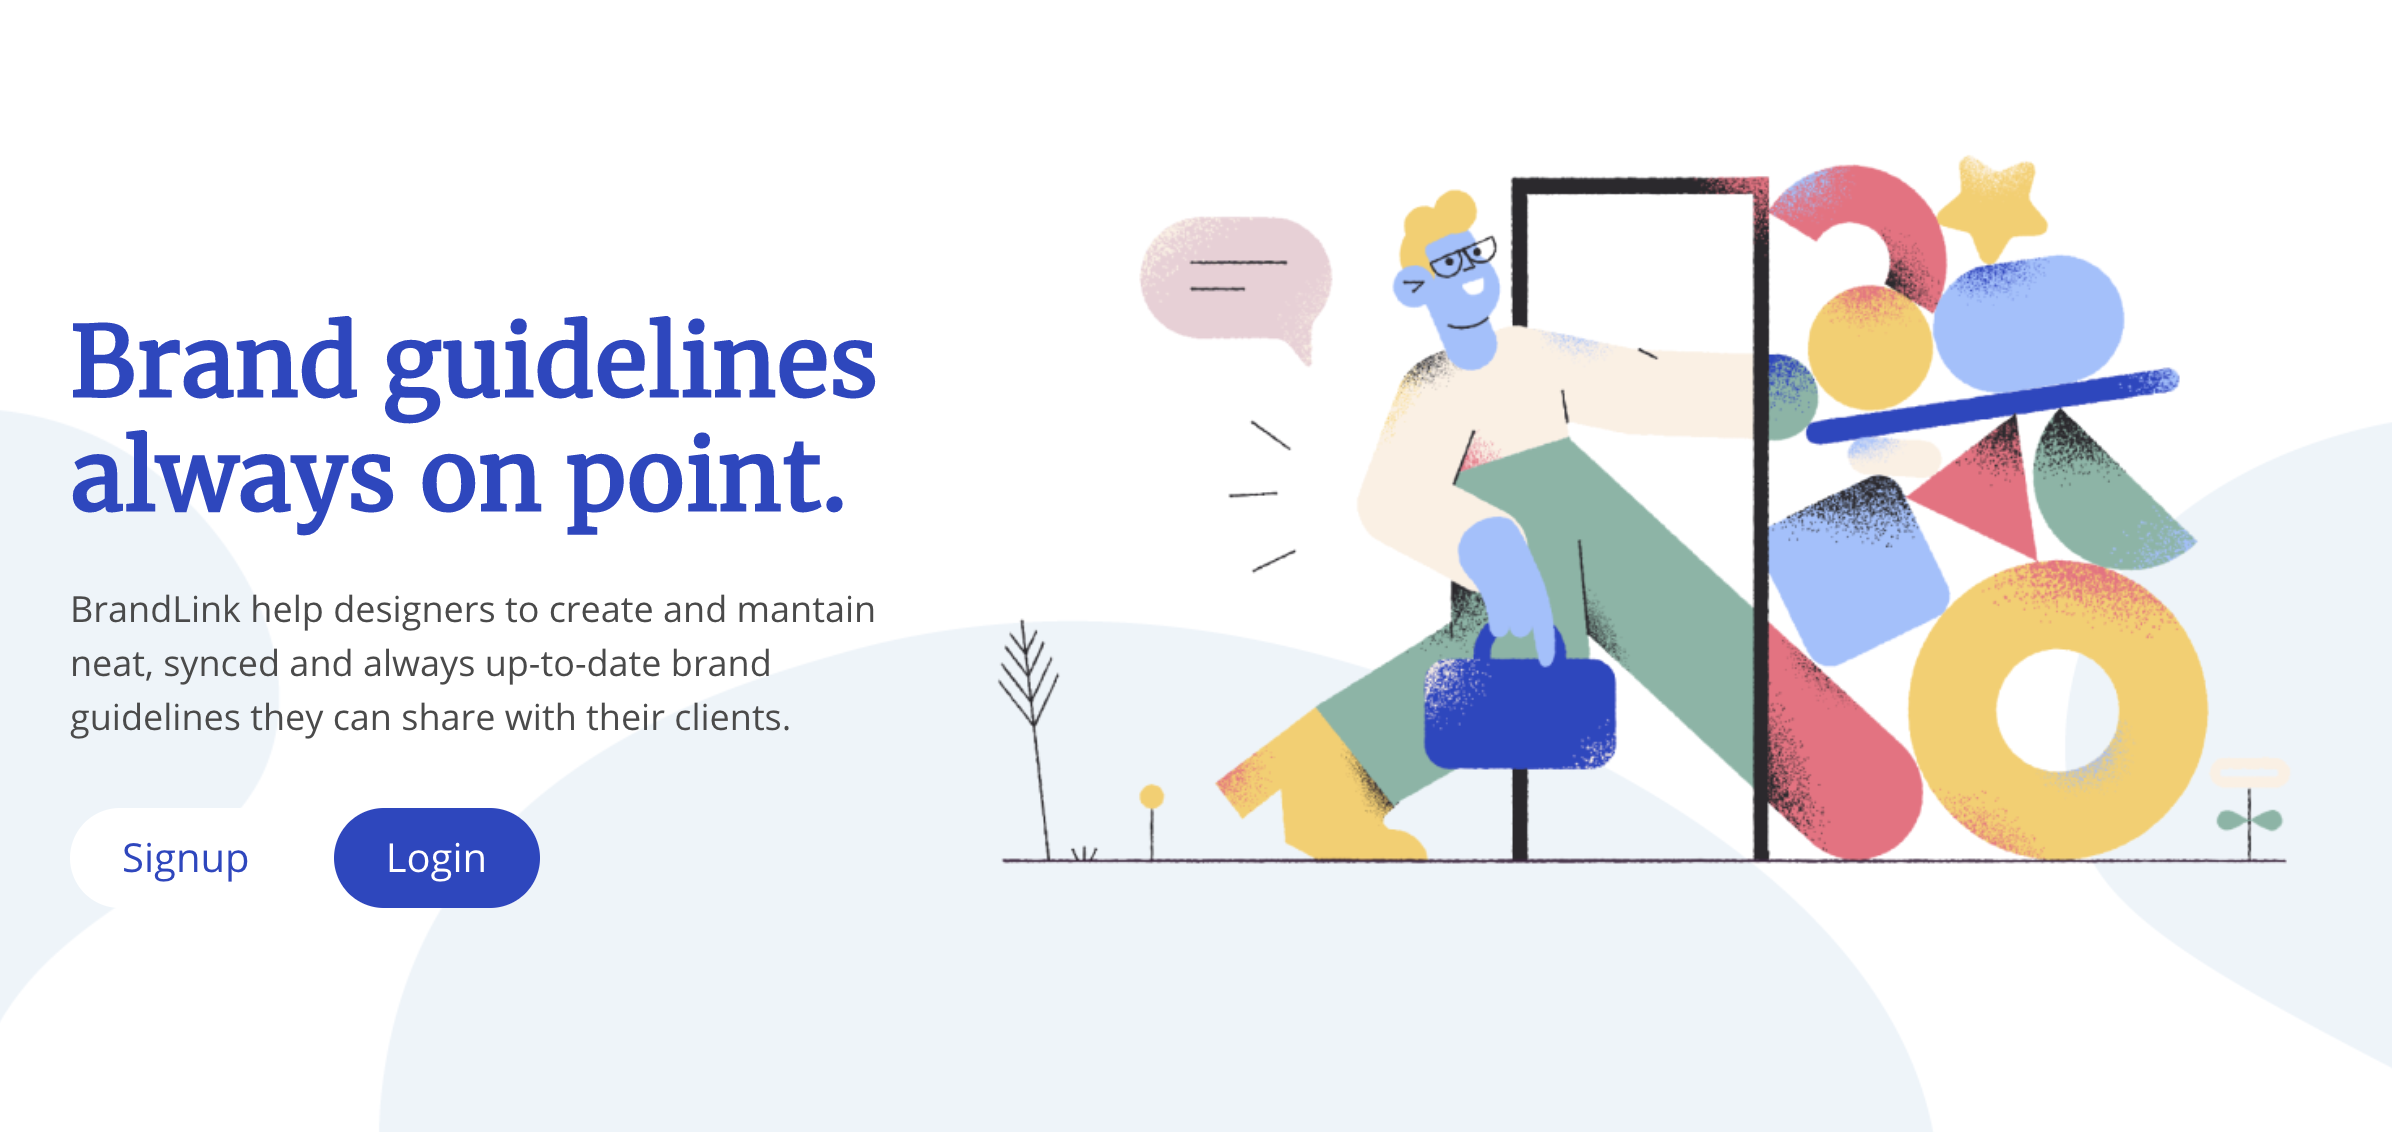 Brand guidelines
always on point.
BrandLink help designers to create and mantain
neat, synced and always up-to-date brand
guidelines they can share with their clients.
Signup
Login